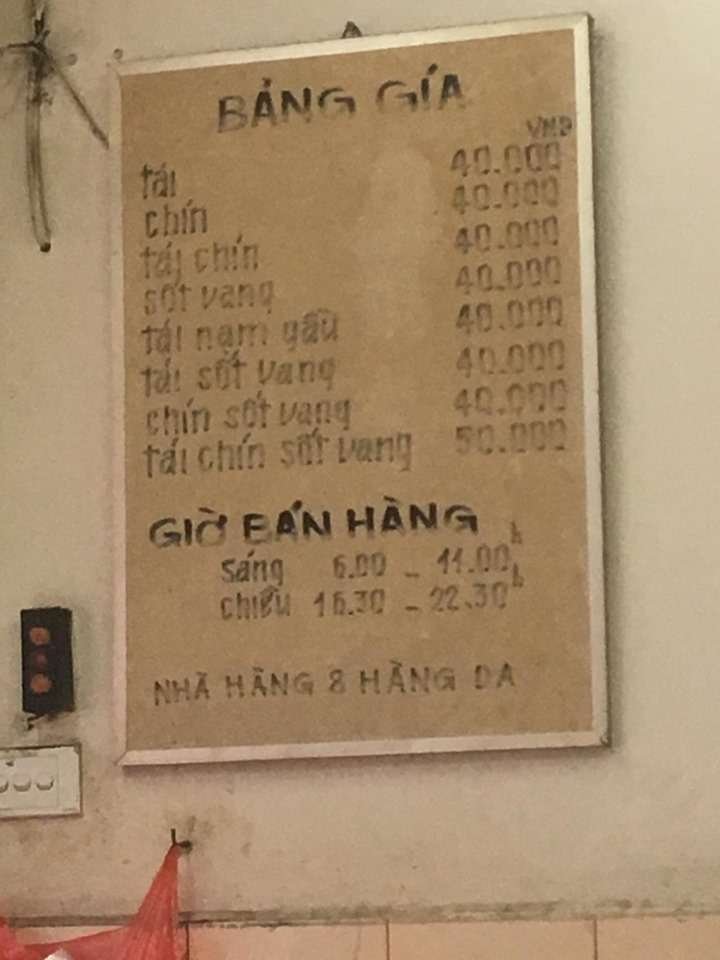 BẢNG GÍA
VNĐ
tái 40.000
chín 40.000
tái chín 40.000
sốt vang 40.000
tái nạm gầu 40.000
tái sốt vang 40.000
chín sốt vang 40.000
tái chín sốt vang 50.000
GIỜ BÁN HÀNG
sáng 6.00 - 11.00h
chiều 16.30 - 22.30h
NHÀ HÀNG 8 HÀNG DA